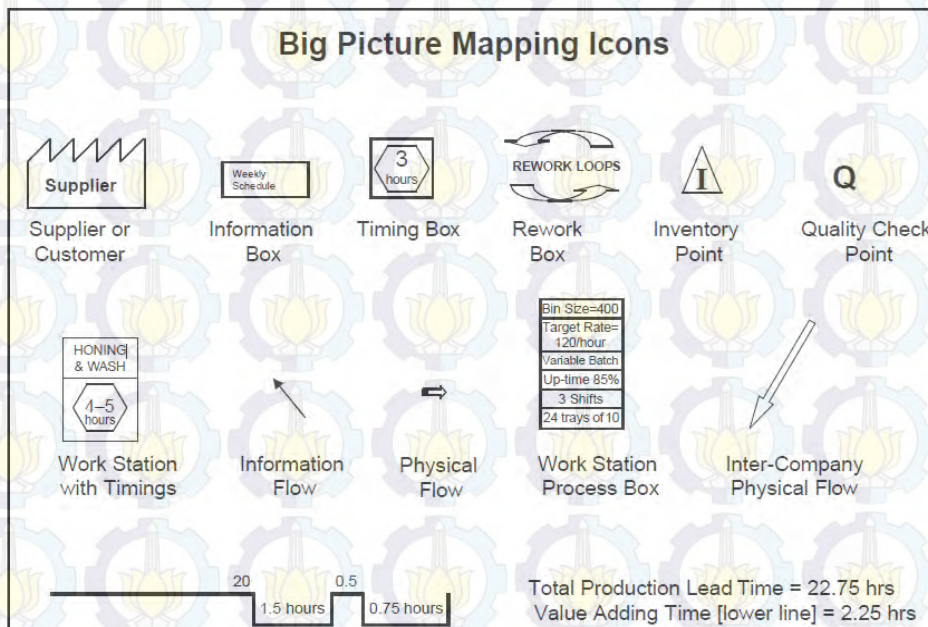 Big Picture Mapping Icons
Supplier
Weekly
Schedule
3
hours
REWORK LOOPS
I
Q
Supplier or
Customer
Information
Box
Timing Box
Rework
Box
Inventory
Point
Quality Check
Point
HONING
& WASH
4–5
hours
Bin Size=400
Target Rate=
120/hour
Variable Batch
Up-time 85%
3 Shifts
24 trays of 10
Work Station
with Timings
Information
Flow
Physical
Flow
Work Station
Process Box
Inter-Company
Physical Flow
20
0.5
1.5 hours
0.75 hours
Total Production Lead Time = 22.75 hrs
Value Adding Time [lower line] = 2.25 hrs